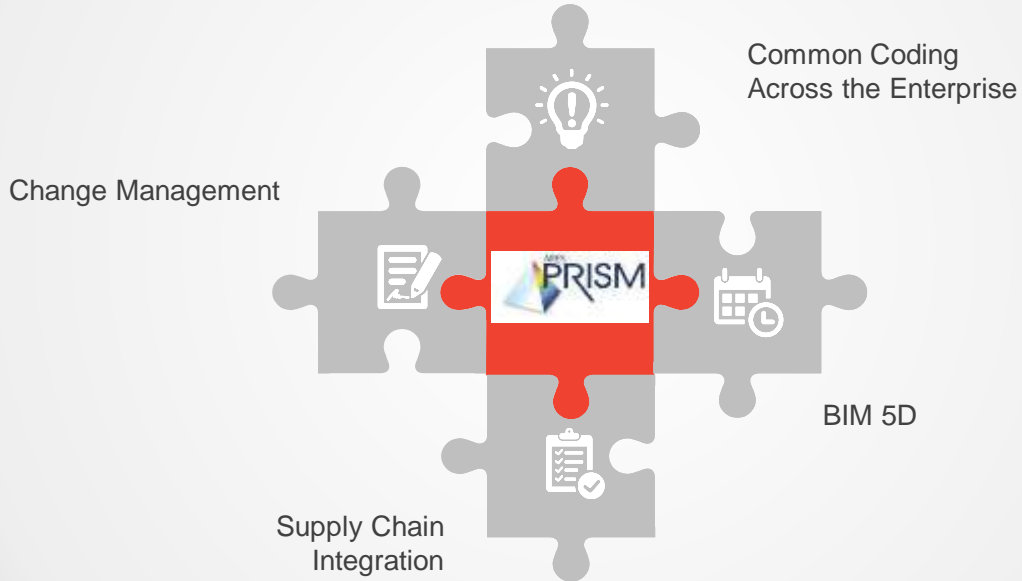 Common Coding
Across the Enterprise
Change Management
PRISM
BIM 5D
Supply Chain
Integration